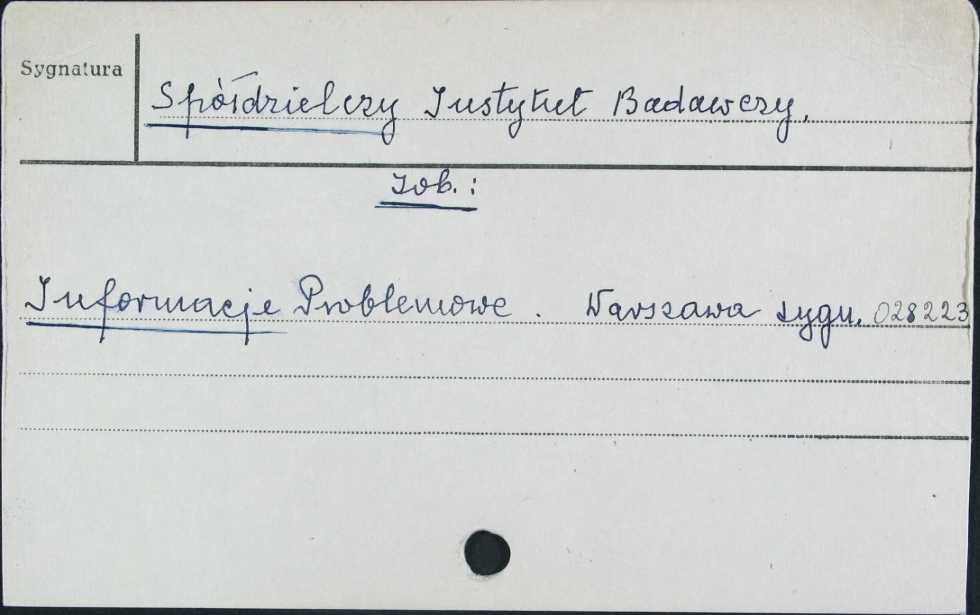 Sygnatura
Spółdzielczy Instytut Badawczy.
Zob.:
Informacje Problemowe. Warszawa sygn. 028223